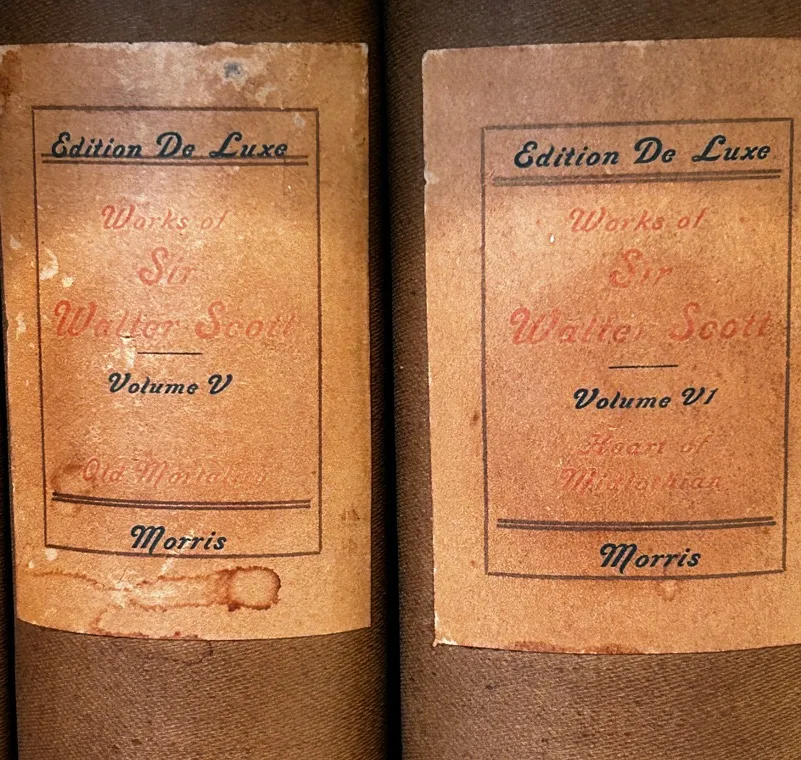 Edition De Luxe
Works of
Sir
Walter Scott
Volume V
Old Mortality
Morris
Edition De Luxe
Works of
Sir
Walter Scott
Volume V1
Heart of
Midlothian
Morris